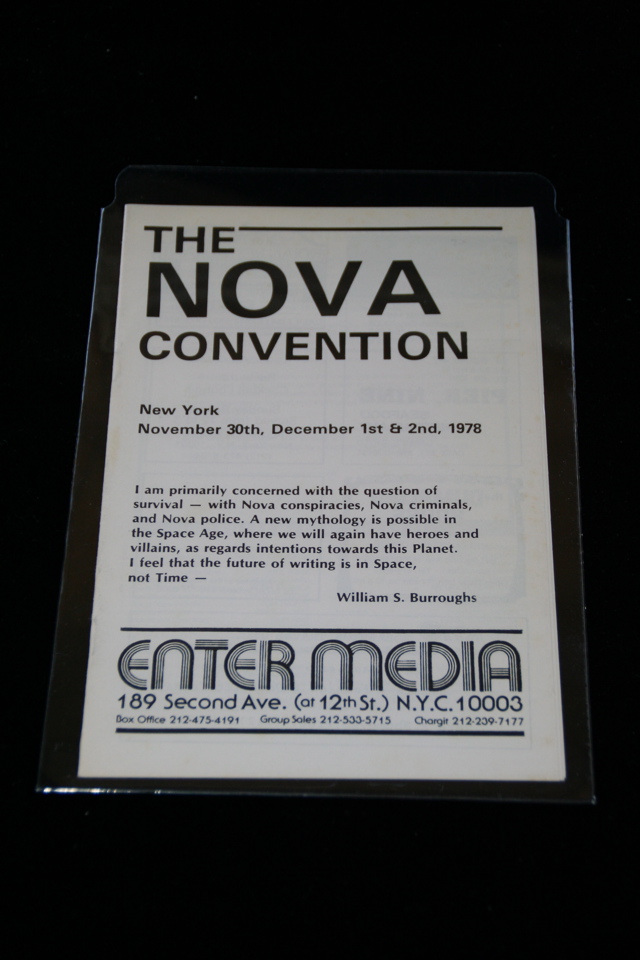 THE
NOVA
CONVENTION
New York
November 30th, December 1st & 2nd, 1978
I am primarily concerned with the question of
survival — with Nova conspiracies, Nova criminals,
and Nova police. A new mythology is possible in
the Space Age, where we will again have heroes and
villains, as regards intentions towards this Planet.
I feel that the future of writing is in Space,
not Time —
William S. Burroughs
ENTER MEDIA
189 Second Ave. (at 12th St.) N.Y.C. 10003
Box Office 212-475-4191 Group Sales 212-533-5715 Chargit 212-239-7177